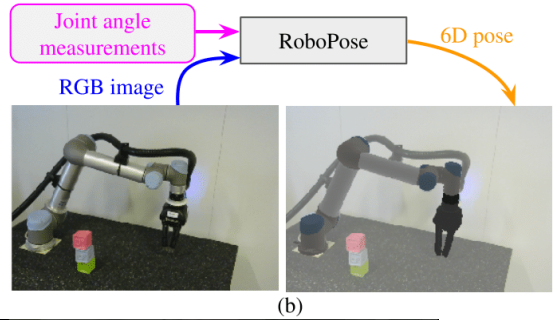 Joint angle
measurements
RoboPose
6D pose
RGB image
(b)